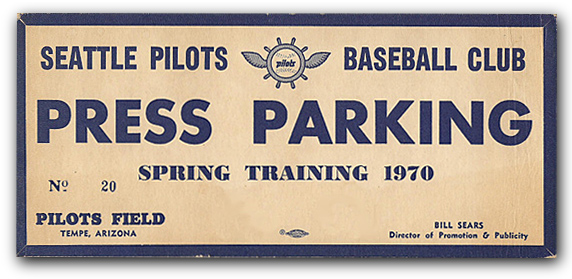 SEATTLE PILOTS pilots BASEBALL CLUB
PRESS PARKING
SPRING TRAINING 1970
Nº 20
PILOTS FIELD
TEMPE, ARIZONA
BILL SEARS
Director of Promotion & Publicity